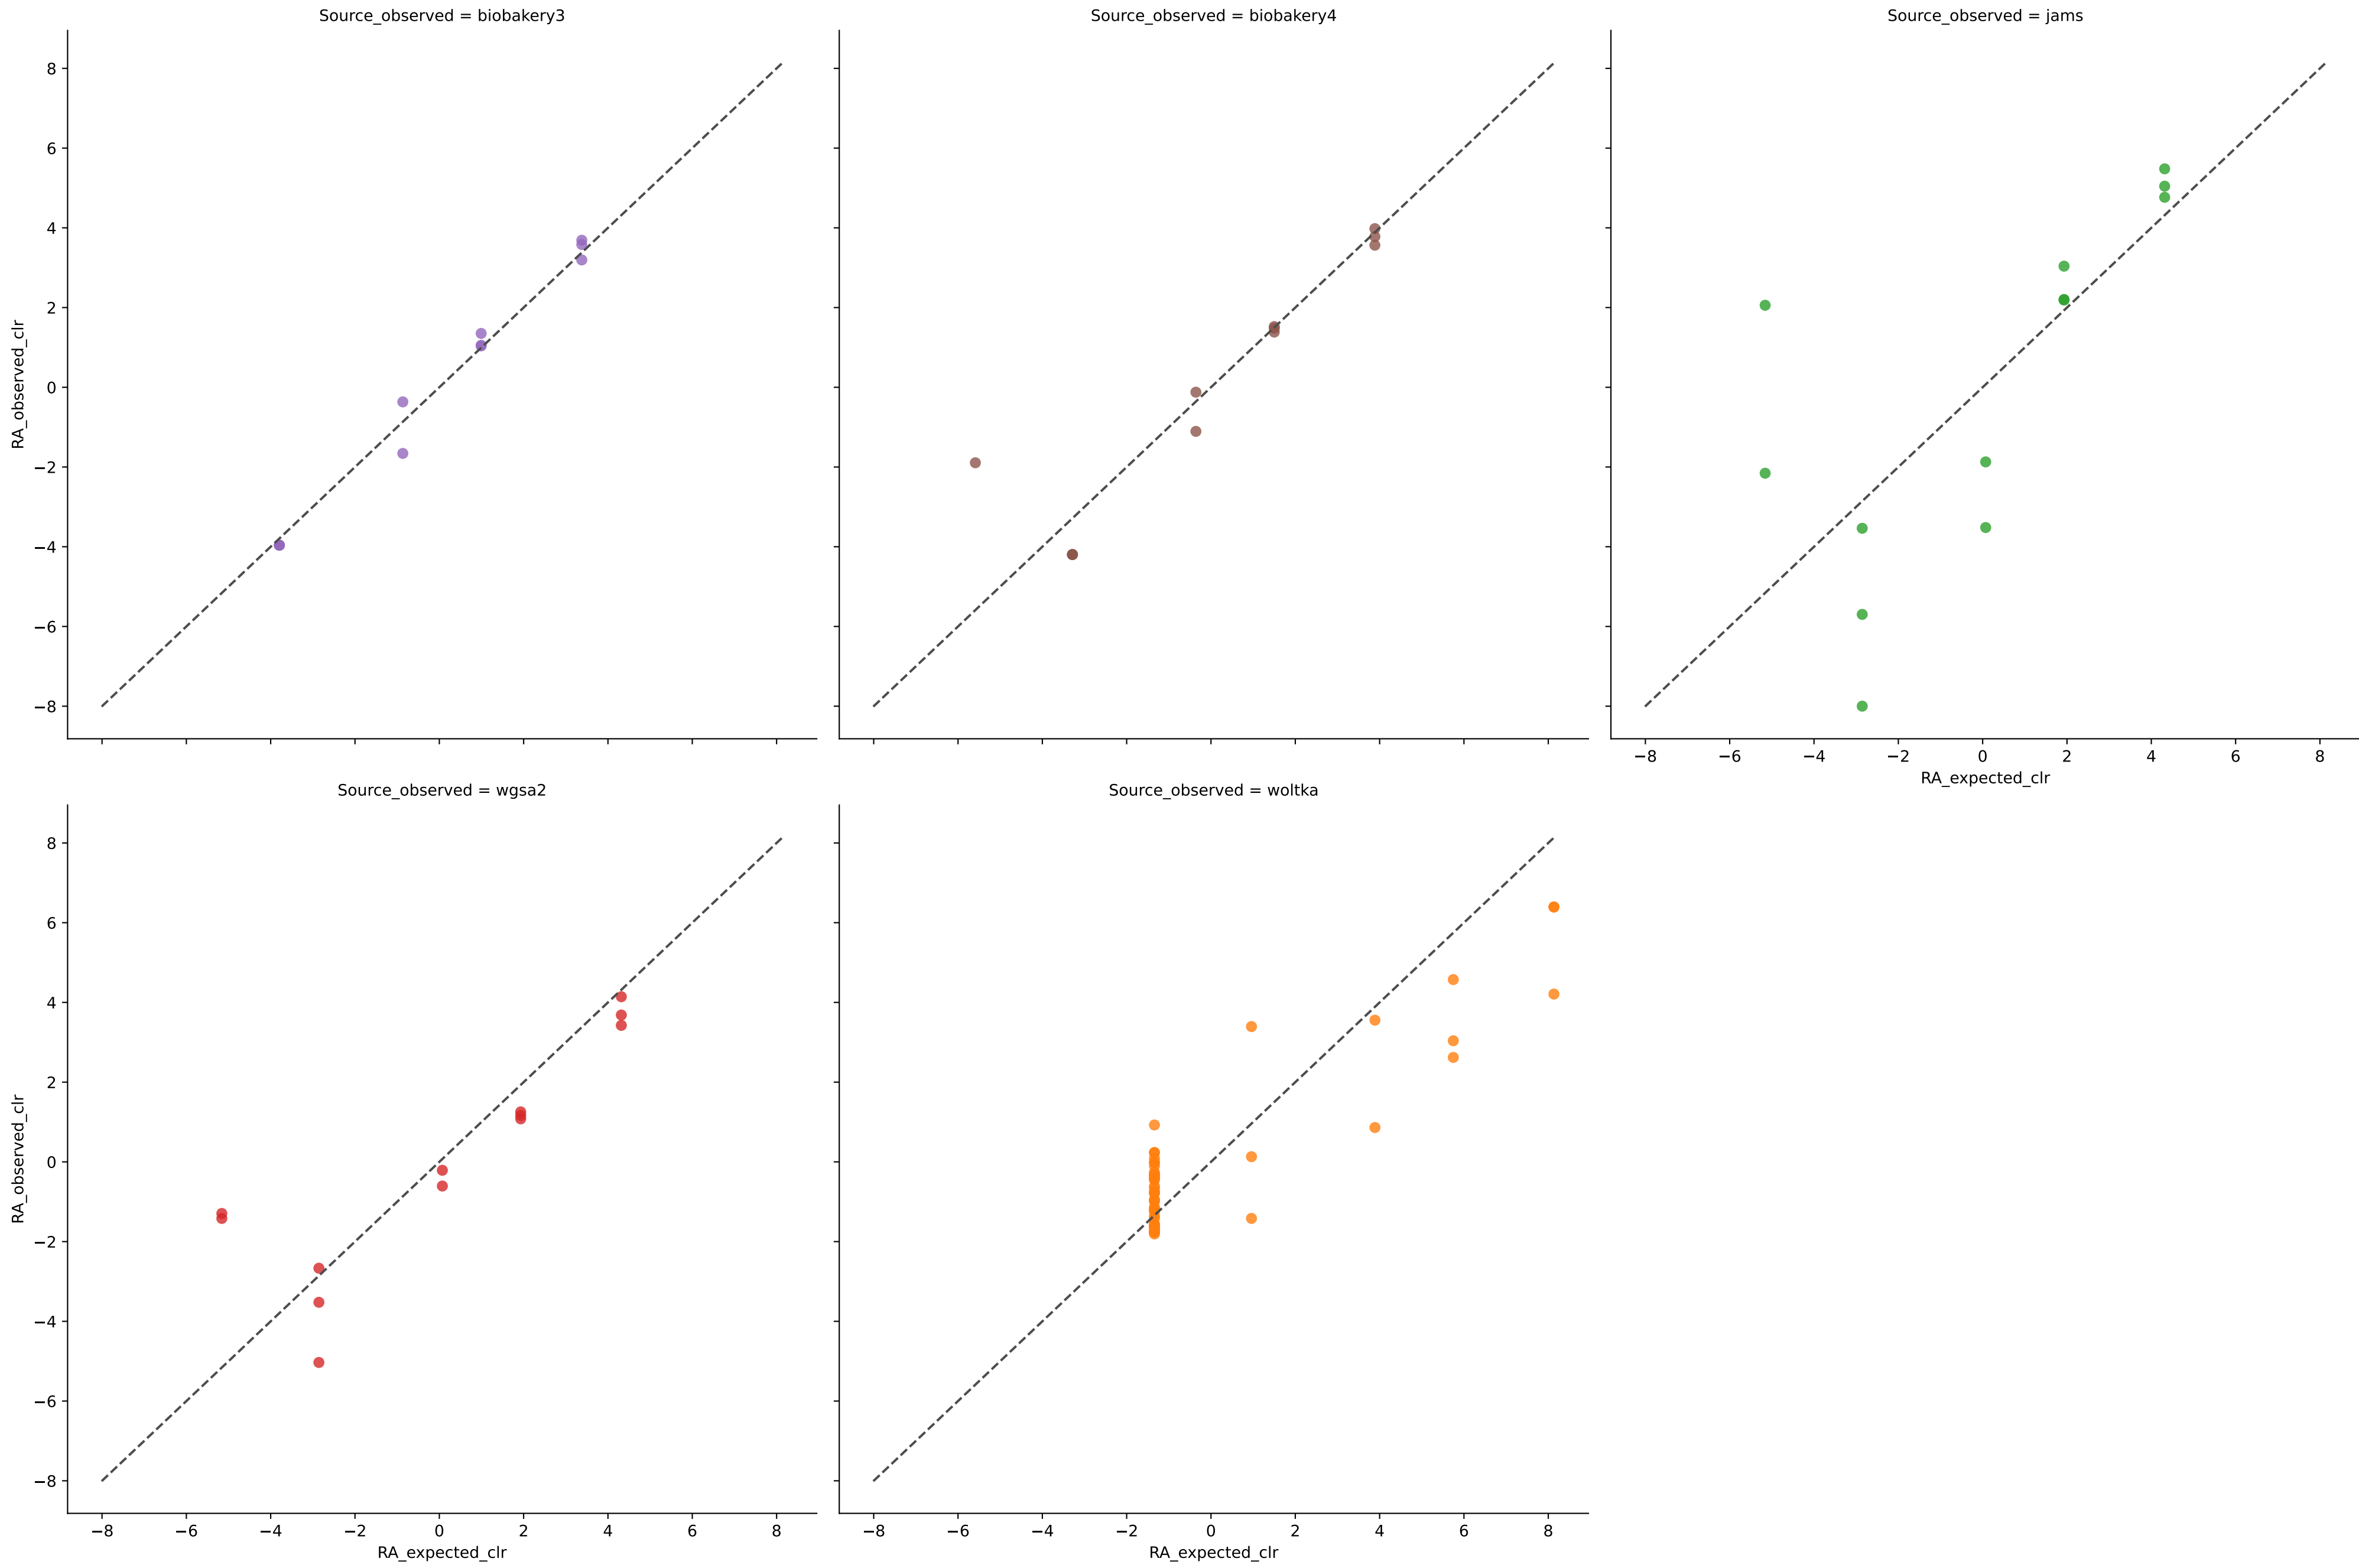 Source_observed = biobakery3
Source_observed = biobakery4
Source_observed = jams
8
6
4
2
0
−2
−4
−6
−8
RA_observed_clr
−8 −6 −4 −2 0 2 4 6 8
RA_expected_clr
Source_observed = wgsa2
Source_observed = woltka
8
6
4
2
0
−2
−4
−6
−8
RA_observed_clr
−8 −6 −4 −2 0 2 4 6 8
RA_expected_clr
−8 −6 −4 −2 0 2 4 6 8
RA_expected_clr